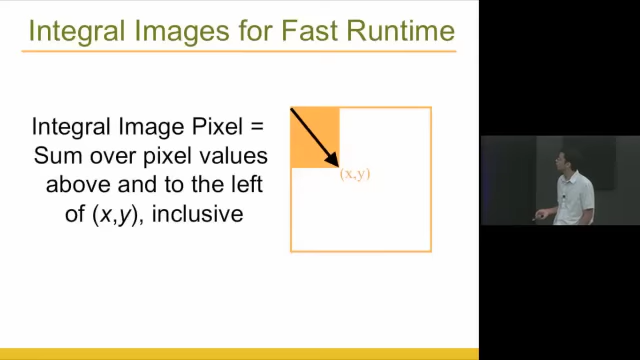 Integral Images for Fast Runtime
Integral Image Pixel =
Sum over pixel values
above and to the left
of (x,y), inclusive
(x,y)